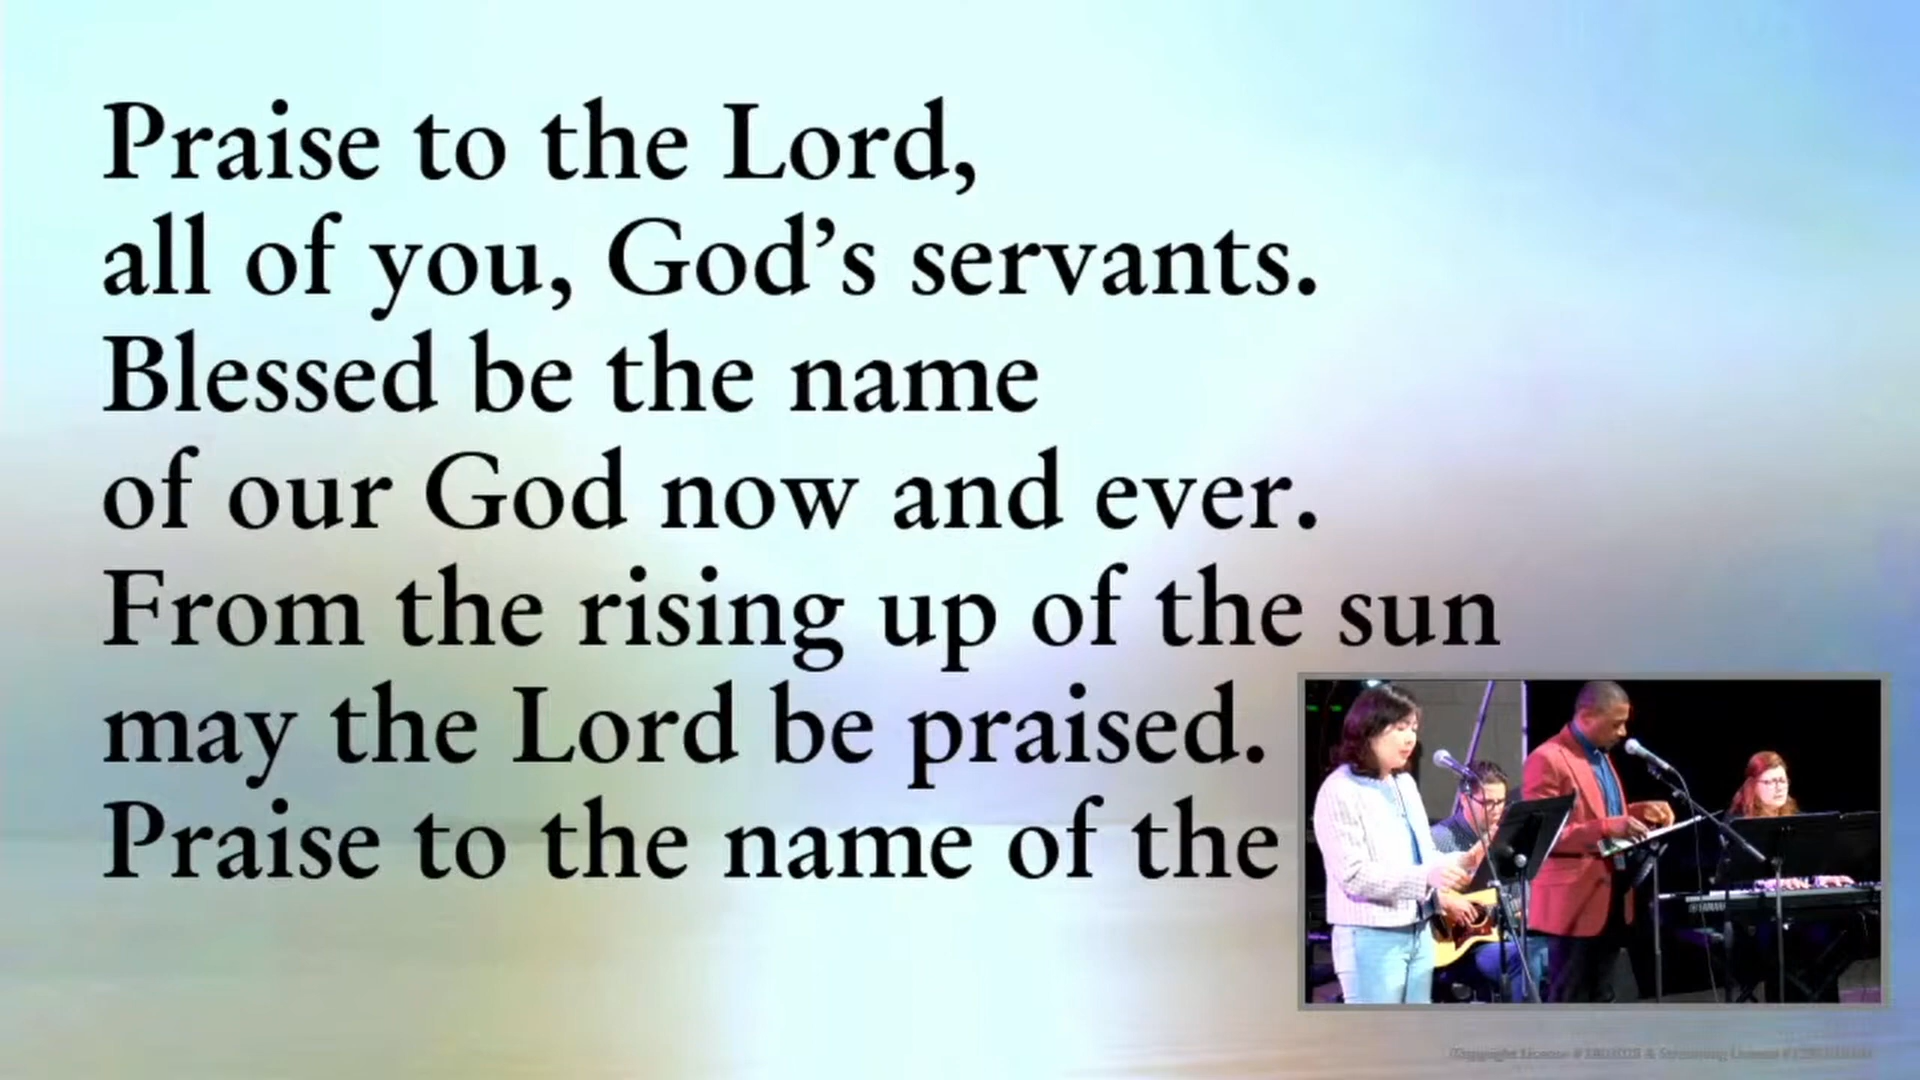 Praise to the Lord,
all of you, God's servants.
Blessed be the name
of our God now and ever.
From the rising up of the sun
may the Lord be praised.
Praise to the name of the
YAMAHA